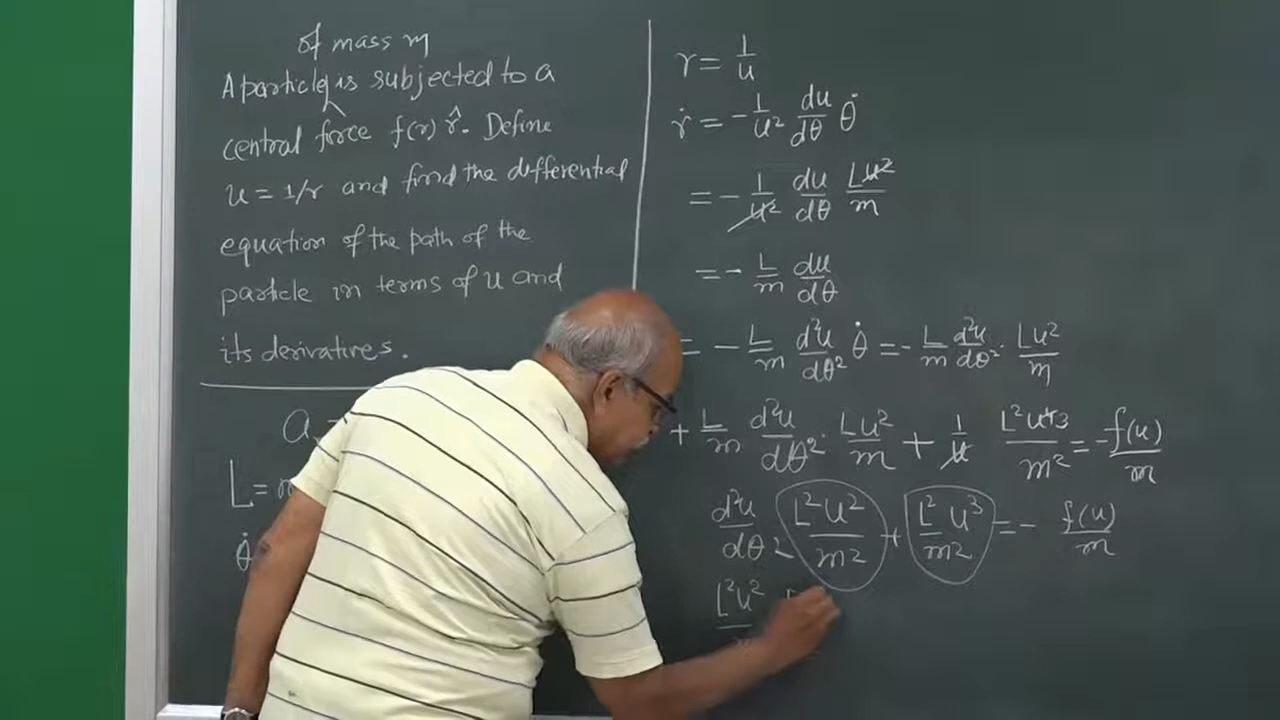 of mass m
A particle is subjected to a
central force f(r) r̂. Define
u = 1/r and find the differential
equation of the path of the
particle in terms of u and
its derivatives.
a
L =
θ̇
r = 1/u
ṙ = - 1/u² du/dθ θ̇
= - 1/u² du/dθ Lu²/m
= - L/m du/dθ
= - L/m d²u/dθ² θ̇ = - L/m d²u/dθ² · Lu²/m
+ L/m d²u/dθ² · Lu²/m + 1/u L²u⁴3/m² = - f(u)/m
d²u/dθ² L²u²/m² + L²u³/m² = - f(u)/m
L²u²